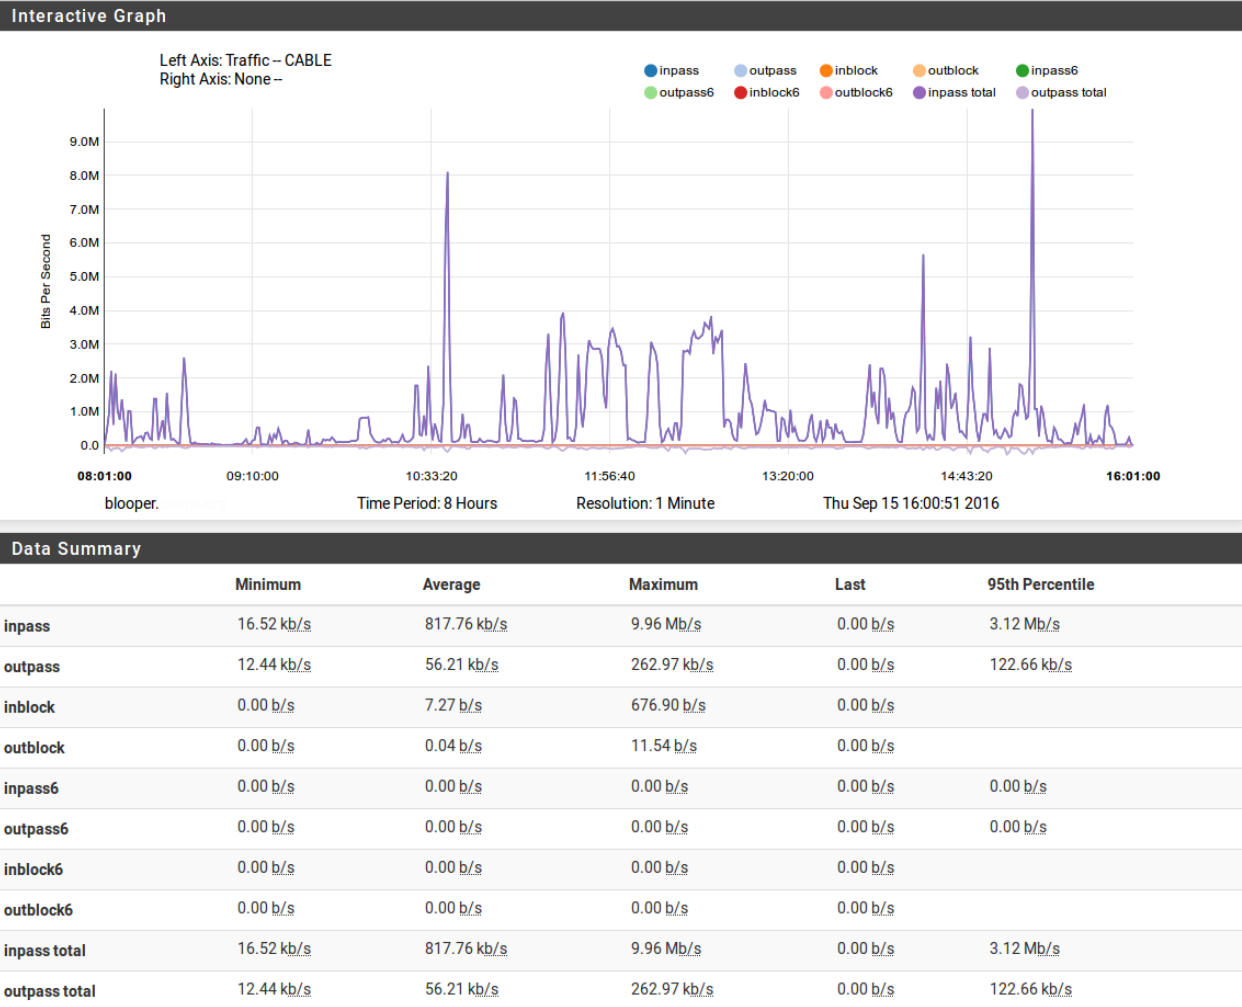 Interactive Graph
Left Axis: Traffic -- CABLE
Right Axis: None --
inpass outpass inblock outblock inpass6
outpass6 inblock6 outblock6 inpass total outpass total
Bits Per Second
9.0M
8.0M
7.0M
6.0M
5.0M
4.0M
3.0M
2.0M
1.0M
0.0
08:01:00 09:10:00 10:33:20 11:56:40 13:20:00 14:43:20 16:01:00
blooper. Time Period: 8 Hours Resolution: 1 Minute Thu Sep 15 16:00:51 2016
Data Summary
Minimum Average Maximum Last 95th Percentile
inpass 16.52 kb/s 817.76 kb/s 9.96 Mb/s 0.00 b/s 3.12 Mb/s
outpass 12.44 kb/s 56.21 kb/s 262.97 kb/s 0.00 b/s 122.66 kb/s
inblock 0.00 b/s 7.27 b/s 676.90 b/s 0.00 b/s
outblock 0.00 b/s 0.04 b/s 11.54 b/s 0.00 b/s
inpass6 0.00 b/s 0.00 b/s 0.00 b/s 0.00 b/s 0.00 b/s
outpass6 0.00 b/s 0.00 b/s 0.00 b/s 0.00 b/s 0.00 b/s
inblock6 0.00 b/s 0.00 b/s 0.00 b/s 0.00 b/s
outblock6 0.00 b/s 0.00 b/s 0.00 b/s 0.00 b/s
inpass total 16.52 kb/s 817.76 kb/s 9.96 Mb/s 0.00 b/s 3.12 Mb/s
outpass total 12.44 kb/s 56.21 kb/s 262.97 kb/s 0.00 b/s 122.66 kb/s